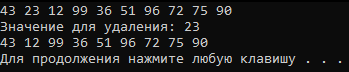 43 23 12 99 36 51 96 72 75 90
Значение для удаления: 23
43 12 99 36 51 96 72 75 90
Для продолжения нажмите любую клавишу . . .